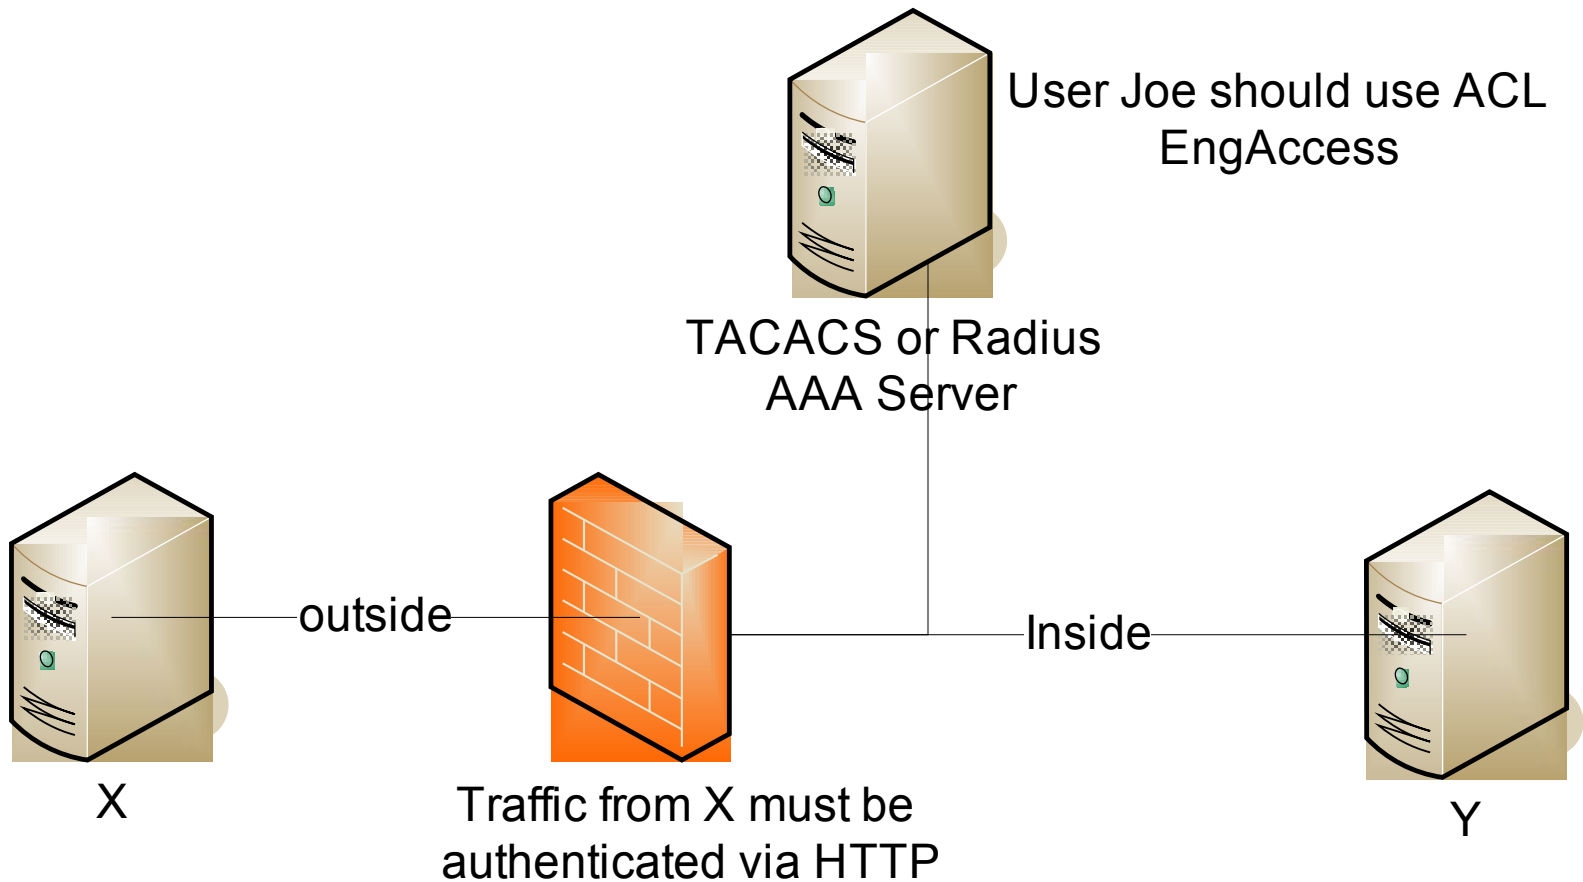 User Joe should use ACL
EngAccess
TACACS or Radius
AAA Server
outside
Inside
X
Traffic from X must be
authenticated via HTTP
Y